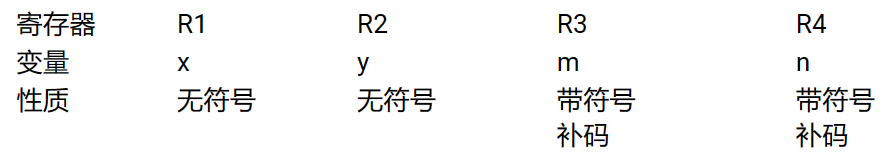 寄存器 R1 R2 R3 R4
变量 x y m n
性质 无符号 无符号 带符号 带符号
补码 补码